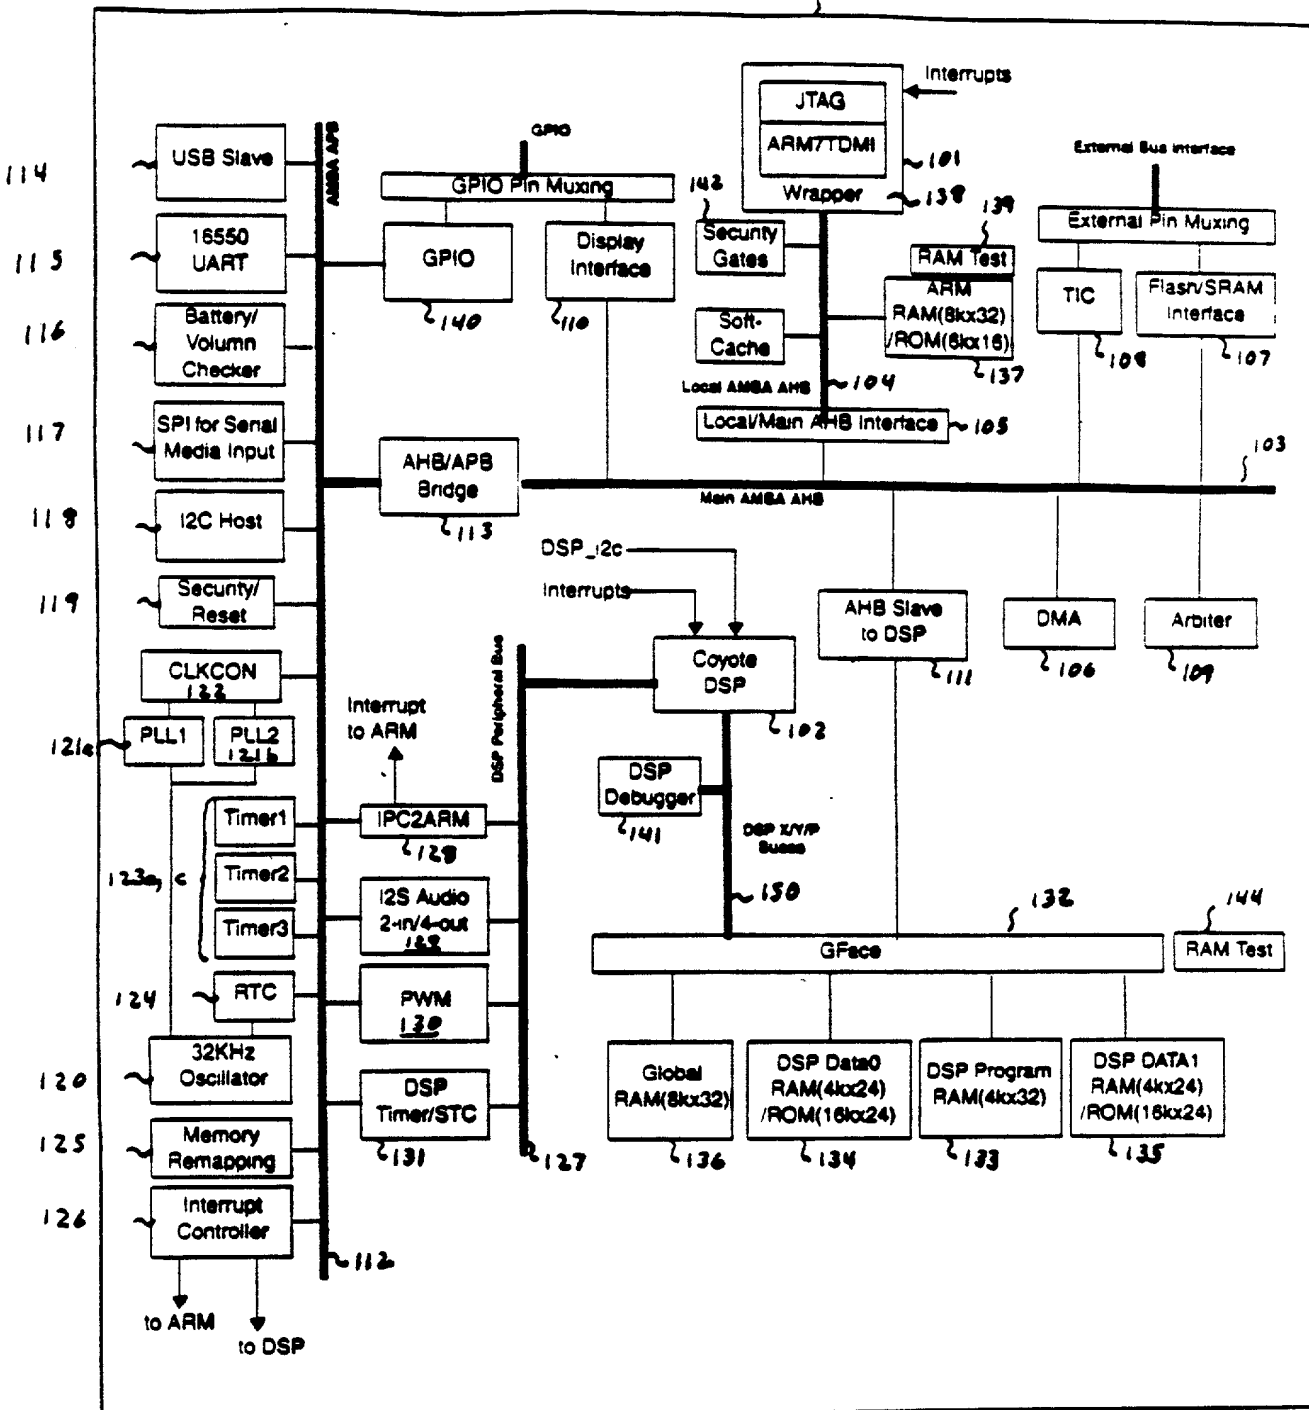 Interrupts
JTAG
ARM7TDMI
101
Wrapper
138
GPIO
AMBA APB
114
USB Slave
GPIO Pin Muxing
142
Security
Gates
139
RAM Test
External Bus Interface
External Pin Muxing
115
16550
UART
GPIO
140
Display
Interface
110
ARM
RAM(8kx32)
/ROM(6kx16)
137
TIC
108
Flash/SRAM
Interface
107
116
Battery/
Volumn
Checker
Soft-
Cache
Local AMBA AHB
104
117
SPI for Serial
Media Input
Local/Main AHB Interface
105
AHB/APB
Bridge
113
Main AMBA AHB
103
118
I2C Host
DSP_I2c
Interrupts
119
Security/
Reset
AHB Slave
to DSP
111
DMA
106
Arbiter
109
CLKCON
122
Coyote
DSP
102
DSP Peripheral Bus
121a
PLL1
PLL2
121b
Interrupt
to ARM
DSP
Debugger
141
DSP X/Y/P
Buses
150
123a, c
Timer1
Timer2
Timer3
IPC2ARM
128
I2S Audio
2-in/4-out
129
132
GFace
144
RAM Test
124
RTC
PWM
130
120
32KHz
Oscillator
Global
RAM(8kx32)
136
DSP Data0
RAM(4kx24)
/ROM(16kx24)
134
DSP Program
RAM(4kx32)
133
DSP DATA1
RAM(4kx24)
/ROM(16kx24)
135
DSP
Timer/STC
131
127
125
Memory
Remapping
126
Interrupt
Controller
112
to ARM
to DSP